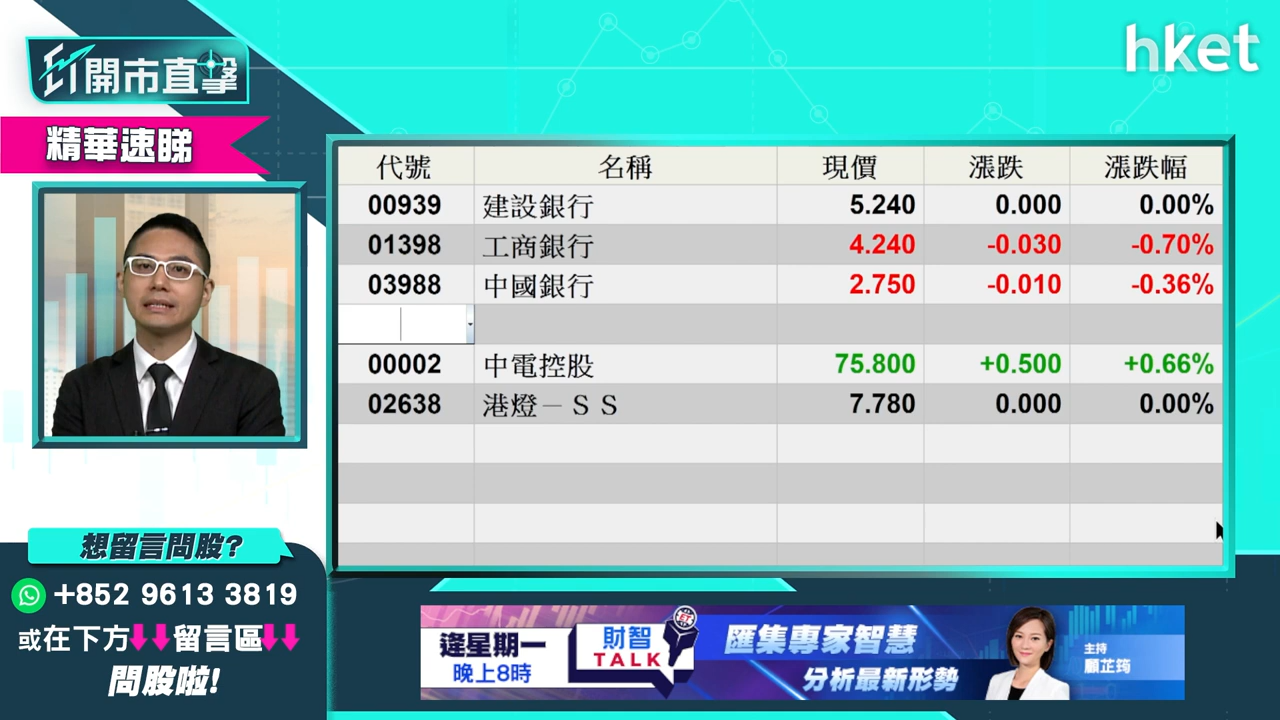 hket
ET開市直擊
精華速睇
代號 名稱 現價 漲跌 漲跌幅
00939 建設銀行 5.240 0.000 0.00%
01398 工商銀行 4.240 -0.030 -0.70%
03988 中國銀行 2.750 -0.010 -0.36%
00002 中電控股 75.800 +0.500 +0.66%
02638 港燈－ＳＳ 7.780 0.000 0.00%
想留言問股?
+852 9613 3819
或在下方⬇⬇留言區⬇⬇
問股啦!
逢星期一
晚上8時
財智
TALK
匯集專家智慧
分析最新形勢
主持
顏芷筠